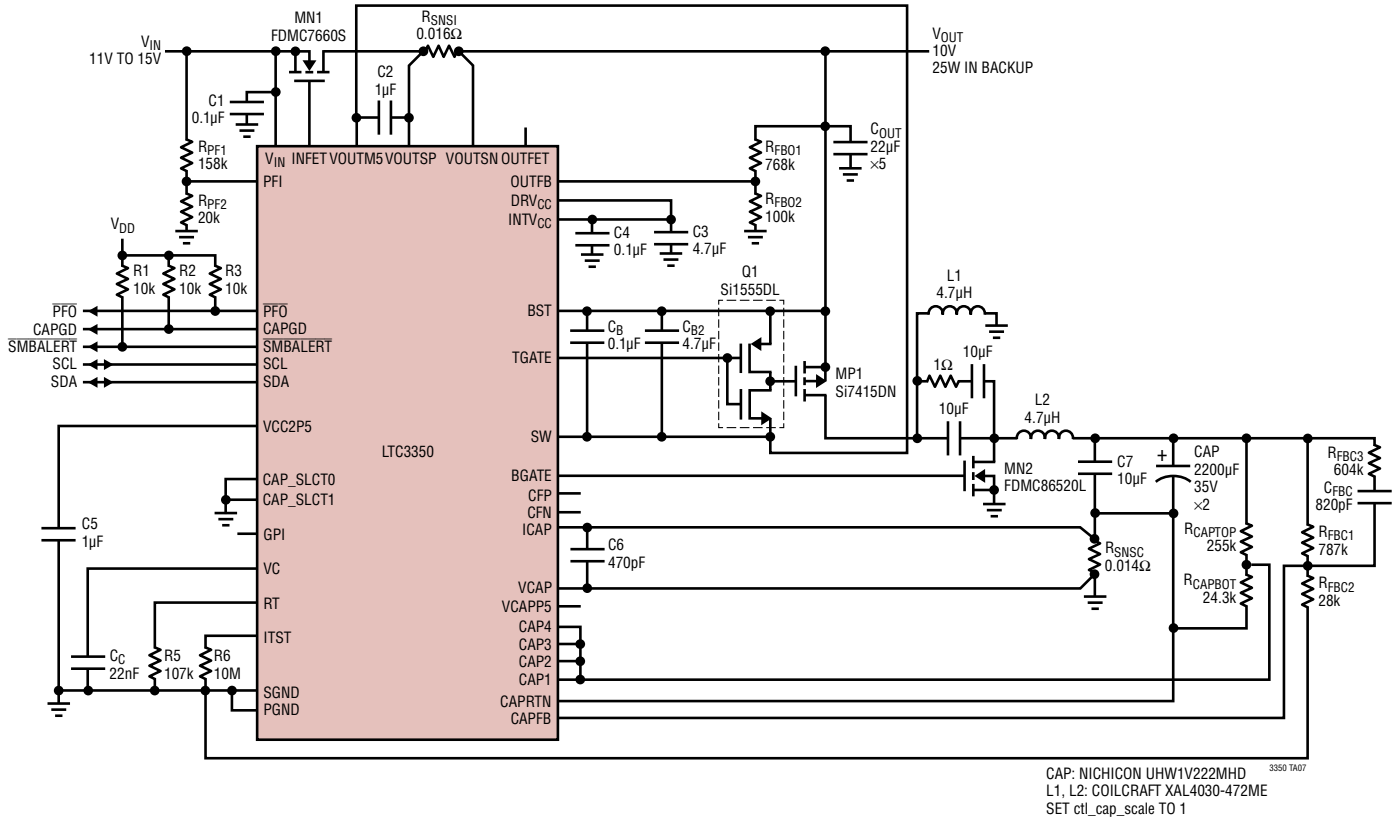 MN1
FDMC7660S
RSNSI
0.016Ω
VIN
11V TO 15V
VOUT
10V
25W IN BACKUP
C2
1µF
C1
0.1µF
COUT
22µF
×5
RPF1
158k
RFBO1
768k
VIN INFET VOUTM5 VOUTSP VOUTSN OUTFET
PFI
OUTFB
RPF2
20k
DRVCC
RFBO2
100k
INTVCC
VDD
C4
0.1µF
C3
4.7µF
R1
10k
R2
10k
R3
10k
Q1
Si1555DL
L1
4.7µH
PFO
PFO
BST
CAPGD
CAPGD
CB
0.1µF
CB2
4.7µF
SMBALERT
SMBALERT
SCL
SCL
TGATE
SDA
SDA
1Ω
10µF
MP1
Si7415DN
10µF
L2
4.7µH
VCC2P5
SW
LTC3350
CAP_SLCT0
CAP_SLCT1
BGATE
MN2
FDMC86520L
C7
10µF
+
CAP
2200µF
35V
×2
RFBC3
604k
CFBC
820pF
CFP
CFN
ICAP
C5
1µF
GPI
C6
470pF
RSNSC
0.014Ω
RCAPTOP
255k
RFBC1
787k
VC
VCAP
RCAPBOT
24.3k
RFBC2
28k
RT
VCAPP5
ITST
CAP4
CAP3
CAP2
CAP1
CC
22nF
R5
107k
R6
10M
SGND
PGND
CAPRTN
CAPFB
3350 TA07
CAP: NICHICON UHW1V222MHD
L1, L2: COILCRAFT XAL4030-472ME
SET ctl_cap_scale TO 1